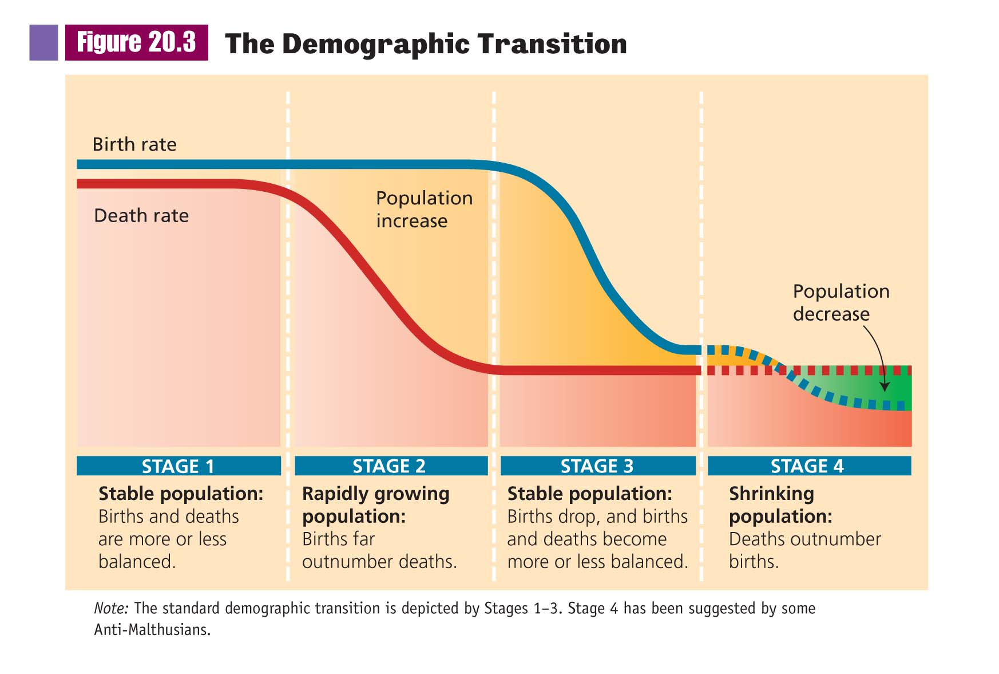 Figure 20.3 The Demographic Transition
Birth rate
Death rate
Population
increase
Population
decrease
STAGE 1
Stable population:
Births and deaths
are more or less
balanced.
STAGE 2
Rapidly growing
population:
Births far
outnumber deaths.
STAGE 3
Stable population:
Births drop, and births
and deaths become
more or less balanced.
STAGE 4
Shrinking
population:
Deaths outnumber
births.
Note: The standard demographic transition is depicted by Stages 1–3. Stage 4 has been suggested by some
Anti-Malthusians.